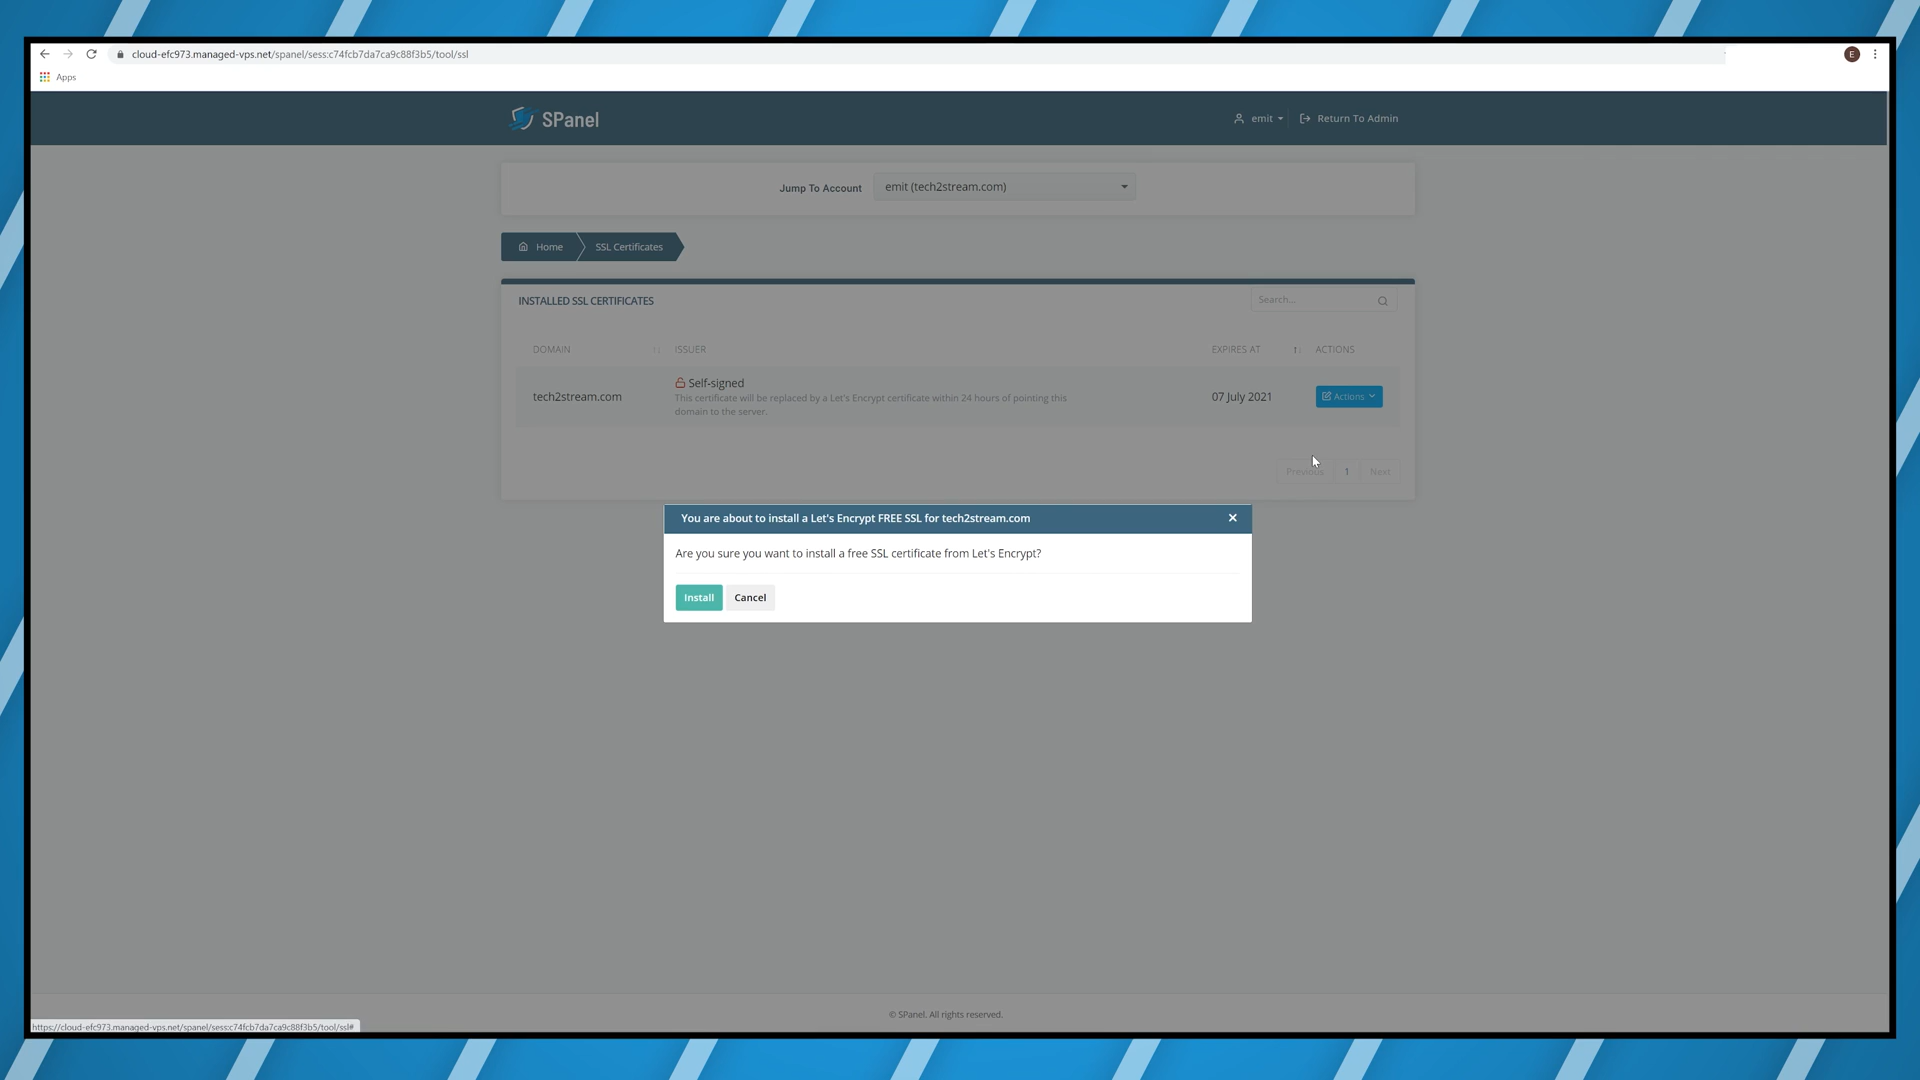 cloud-efc973.managed-vps.net/spanel/sess:c74fcb7da7ca9c88f3b5/tool/ssl
E
Apps
SPanel
emit
Return To Admin
Jump To Account
emit (tech2stream.com)
Home
SSL Certificates
INSTALLED SSL CERTIFICATES
Search...
DOMAIN
ISSUER
EXPIRES AT
ACTIONS
tech2stream.com
Self-signed
This certificate will be replaced by a Let's Encrypt certificate within 24 hours of pointing this
domain to the server.
07 July 2021
Actions
Previous
1
Next
You are about to install a Let's Encrypt FREE SSL for tech2stream.com
Are you sure you want to install a free SSL certificate from Let's Encrypt?
Install
Cancel
© SPanel. All rights reserved.
https://cloud-efc973.managed-vps.net/spanel/sess:c74fcb7da7ca9c88f3b5/tool/ssl#